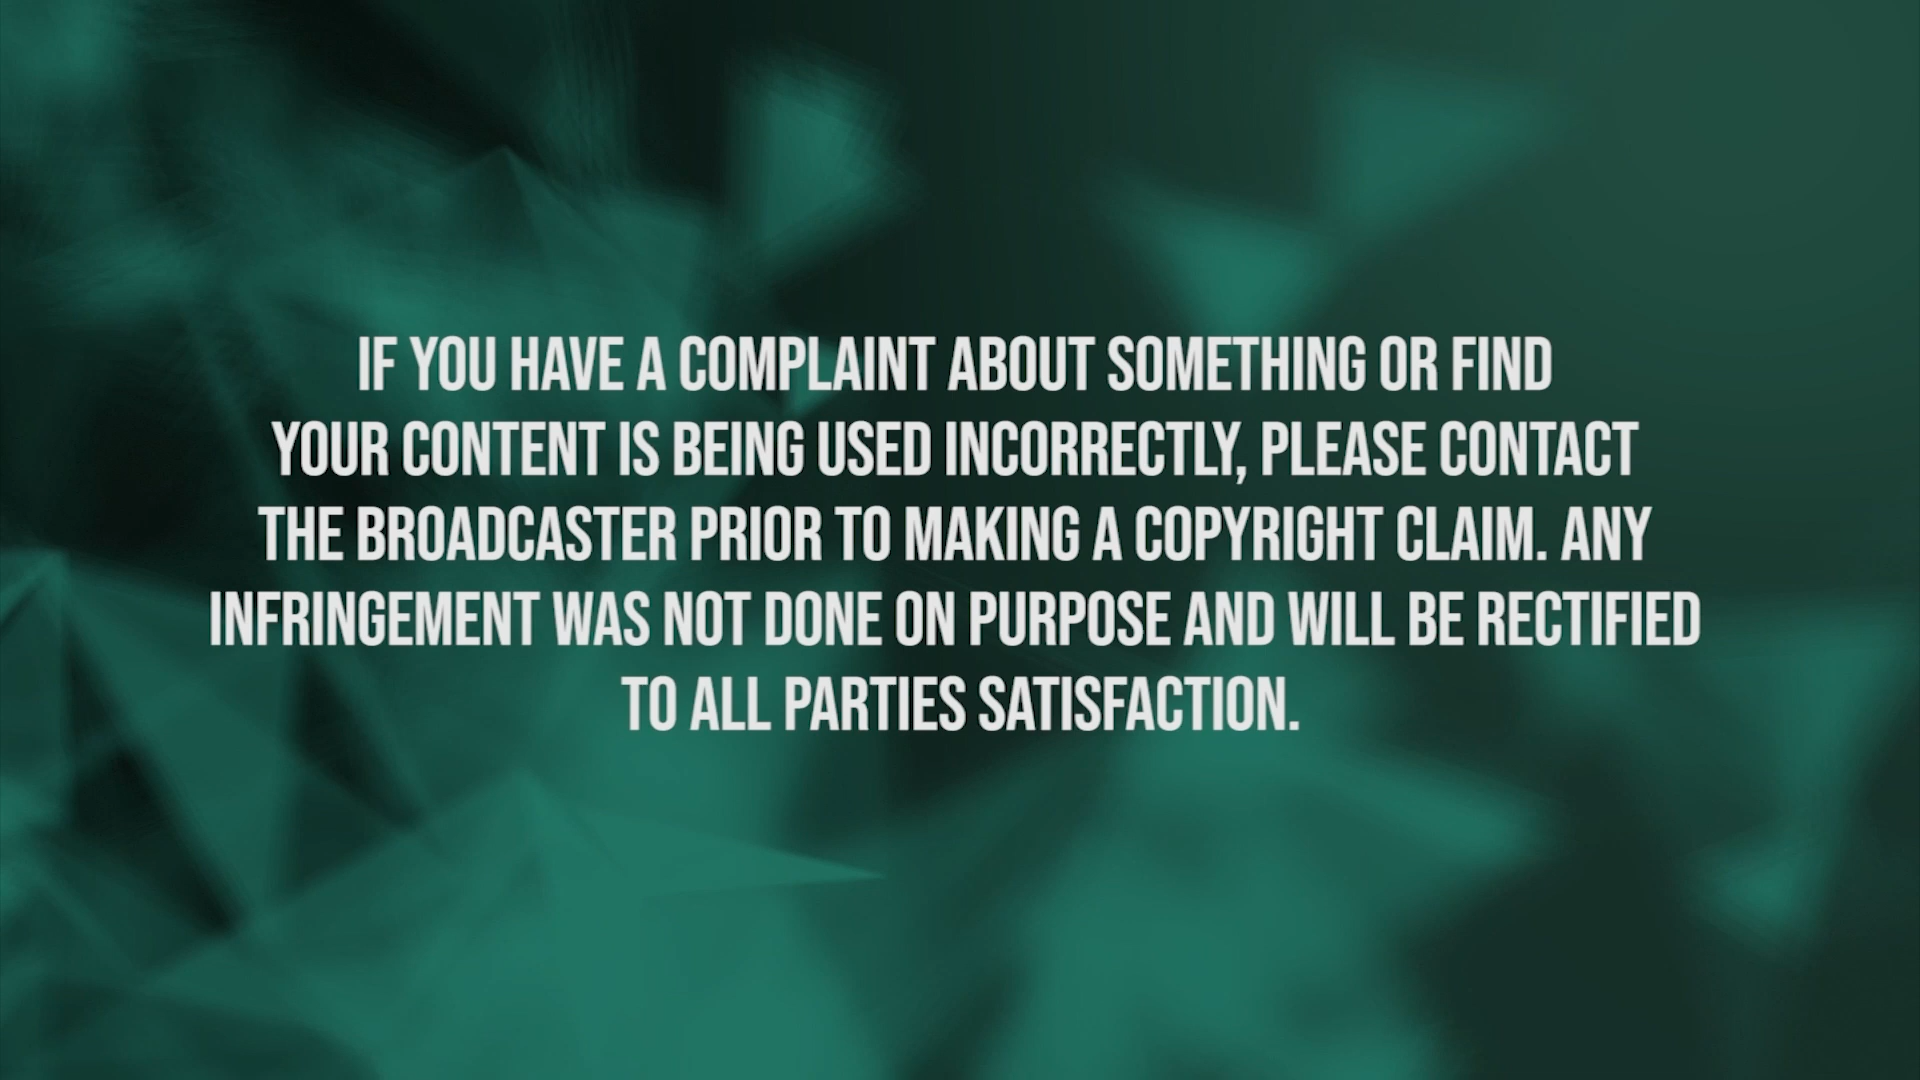 IF YOU HAVE A COMPLAINT ABOUT SOMETHING OR FIND
YOUR CONTENT IS BEING USED INCORRECTLY, PLEASE CONTACT
THE BROADCASTER PRIOR TO MAKING A COPYRIGHT CLAIM. ANY
INFRINGEMENT WAS NOT DONE ON PURPOSE AND WILL BE RECTIFIED
TO ALL PARTIES SATISFACTION.